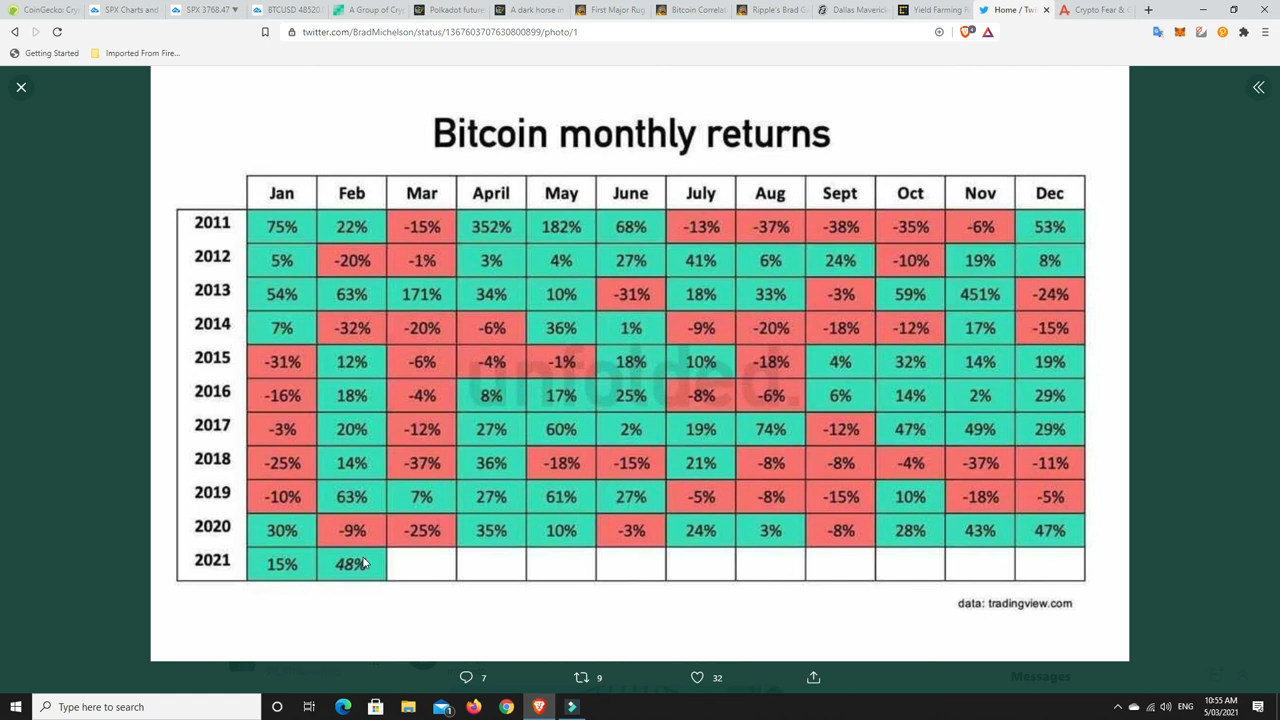 CoinGecko: Cry
SPX Charts and
SPX 3768.47 ▼
BTCUSD 48520.
A Group of Cry
Polkadot future
A dark horse in
First Major Rug
Bitcoin Correla
Ripple's Brad Ga
Dallas Maverick
Yield Farming R
Home / Twi
Crypto Fear & G
twitter.com/BradMichelson/status/1367603707630800899/photo/1
Getting Started
Imported From Fire...
Bitcoin monthly returns
Jan Feb Mar April May June July Aug Sept Oct Nov Dec
2011 75% 22% -15% 352% 182% 68% -13% -37% -38% -35% -6% 53%
2012 5% -20% -1% 3% 4% 27% 41% 6% 24% -10% 19% 8%
2013 54% 63% 171% 34% 10% -31% 18% 33% -3% 59% 451% -24%
2014 7% -32% -20% -6% 36% 1% -9% -20% -18% -12% 17% -15%
2015 -31% 12% -6% -4% -1% 18% 10% -18% 4% 32% 14% 19%
unfolded.
2016 -16% 18% -4% 8% 17% 25% -8% -6% 6% 14% 2% 29%
2017 -3% 20% -12% 27% 60% 2% 19% 74% -12% 47% 49% 29%
2018 -25% 14% -37% 36% -18% -15% 21% -8% -8% -4% -37% -11%
2019 -10% 63% 7% 27% 61% 27% -5% -8% -15% 10% -18% -5%
2020 30% -9% -25% 35% 10% -3% 24% 3% -8% 28% 43% 47%
2021 15% 48%
data: tradingview.com
7 9 32
Messages
Type here to search
10:55 AM
5/03/2021